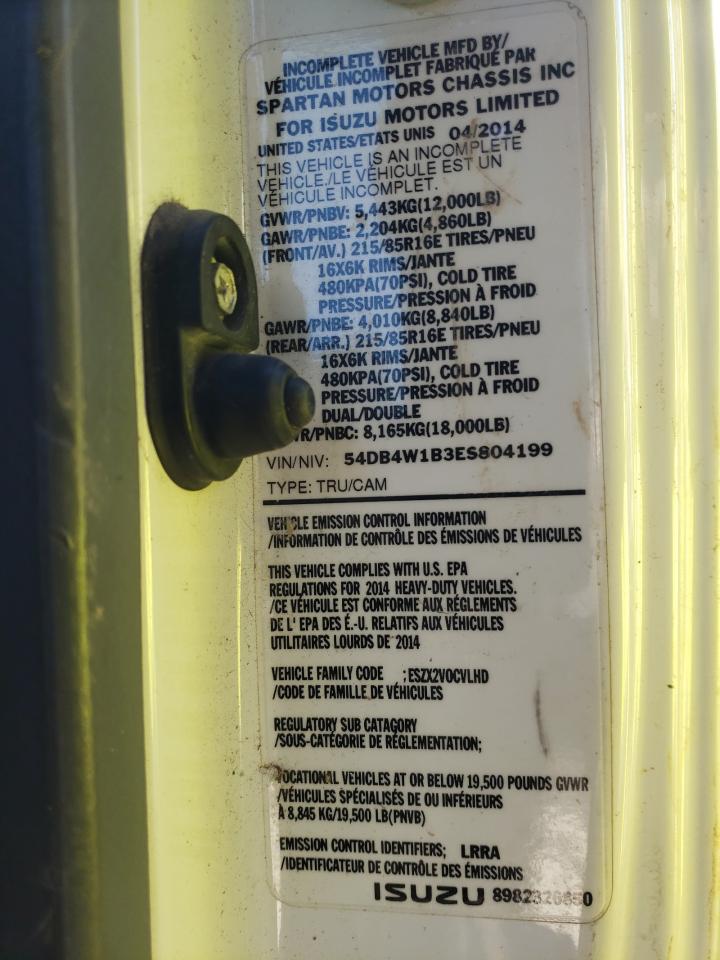 INCOMPLETE VEHICLE MFD BY/
VÉHICULE INCOMPLET FABRIQUÉ PAR
SPARTAN MOTORS CHASSIS INC
FOR ISUZU MOTORS LIMITED
UNITED STATES/ETATS UNIS 04/2014
THIS VEHICLE IS AN INCOMPLETE
VEHICLE./LE VÉHICULE EST UN
VÉHICULE INCOMPLET.
GVWR/PNBV: 5,443KG(12,000LB)
GAWR/PNBE: 2,204KG(4,860LB)
(FRONT/AV.) 215/85R16E TIRES/PNEU
16X6K RIMS/JANTE
480KPA(70PSI), COLD TIRE
PRESSURE/PRESSION À FROID
GAWR/PNBE: 4,010KG(8,840LB)
(REAR/ARR.) 215/85R16E TIRES/PNEU
16X6K RIMS/JANTE
480KPA(70PSI), COLD TIRE
PRESSURE/PRESSION À FROID
DUAL/DOUBLE
WR/PNBC: 8,165KG(18,000LB)
VIN/NIV: 54DB4W1B3ES804199
TYPE: TRU/CAM
VEHICLE EMISSION CONTROL INFORMATION
/INFORMATION DE CONTRÔLE DES ÉMISSIONS DE VÉHICULES
THIS VEHICLE COMPLIES WITH U.S. EPA
REGULATIONS FOR 2014 HEAVY-DUTY VEHICLES.
/CE VÉHICULE EST CONFORME AUX RÉGLEMENTS
DE L' EPA DES É.-U. RELATIFS AUX VÉHICULES
UTILITAIRES LOURDS DE 2014
VEHICLE FAMILY CODE ;ESZX2VOCVLHD
/CODE DE FAMILLE DE VÉHICULES
REGULATORY SUB CATAGORY
/SOUS-CATÉGORIE DE RÉGLEMENTATION;
VOCATIONAL VEHICLES AT OR BELOW 19,500 POUNDS GVWR
/VÉHICULES SPÉCIALISÉS DE OU INFÉRIEURS
À 8,845 KG/19,500 LB(PNVB)
EMISSION CONTROL IDENTIFIERS; LRRA
/IDENTIFICATEUR DE CONTRÔLE DES ÉMISSIONS
ISUZU